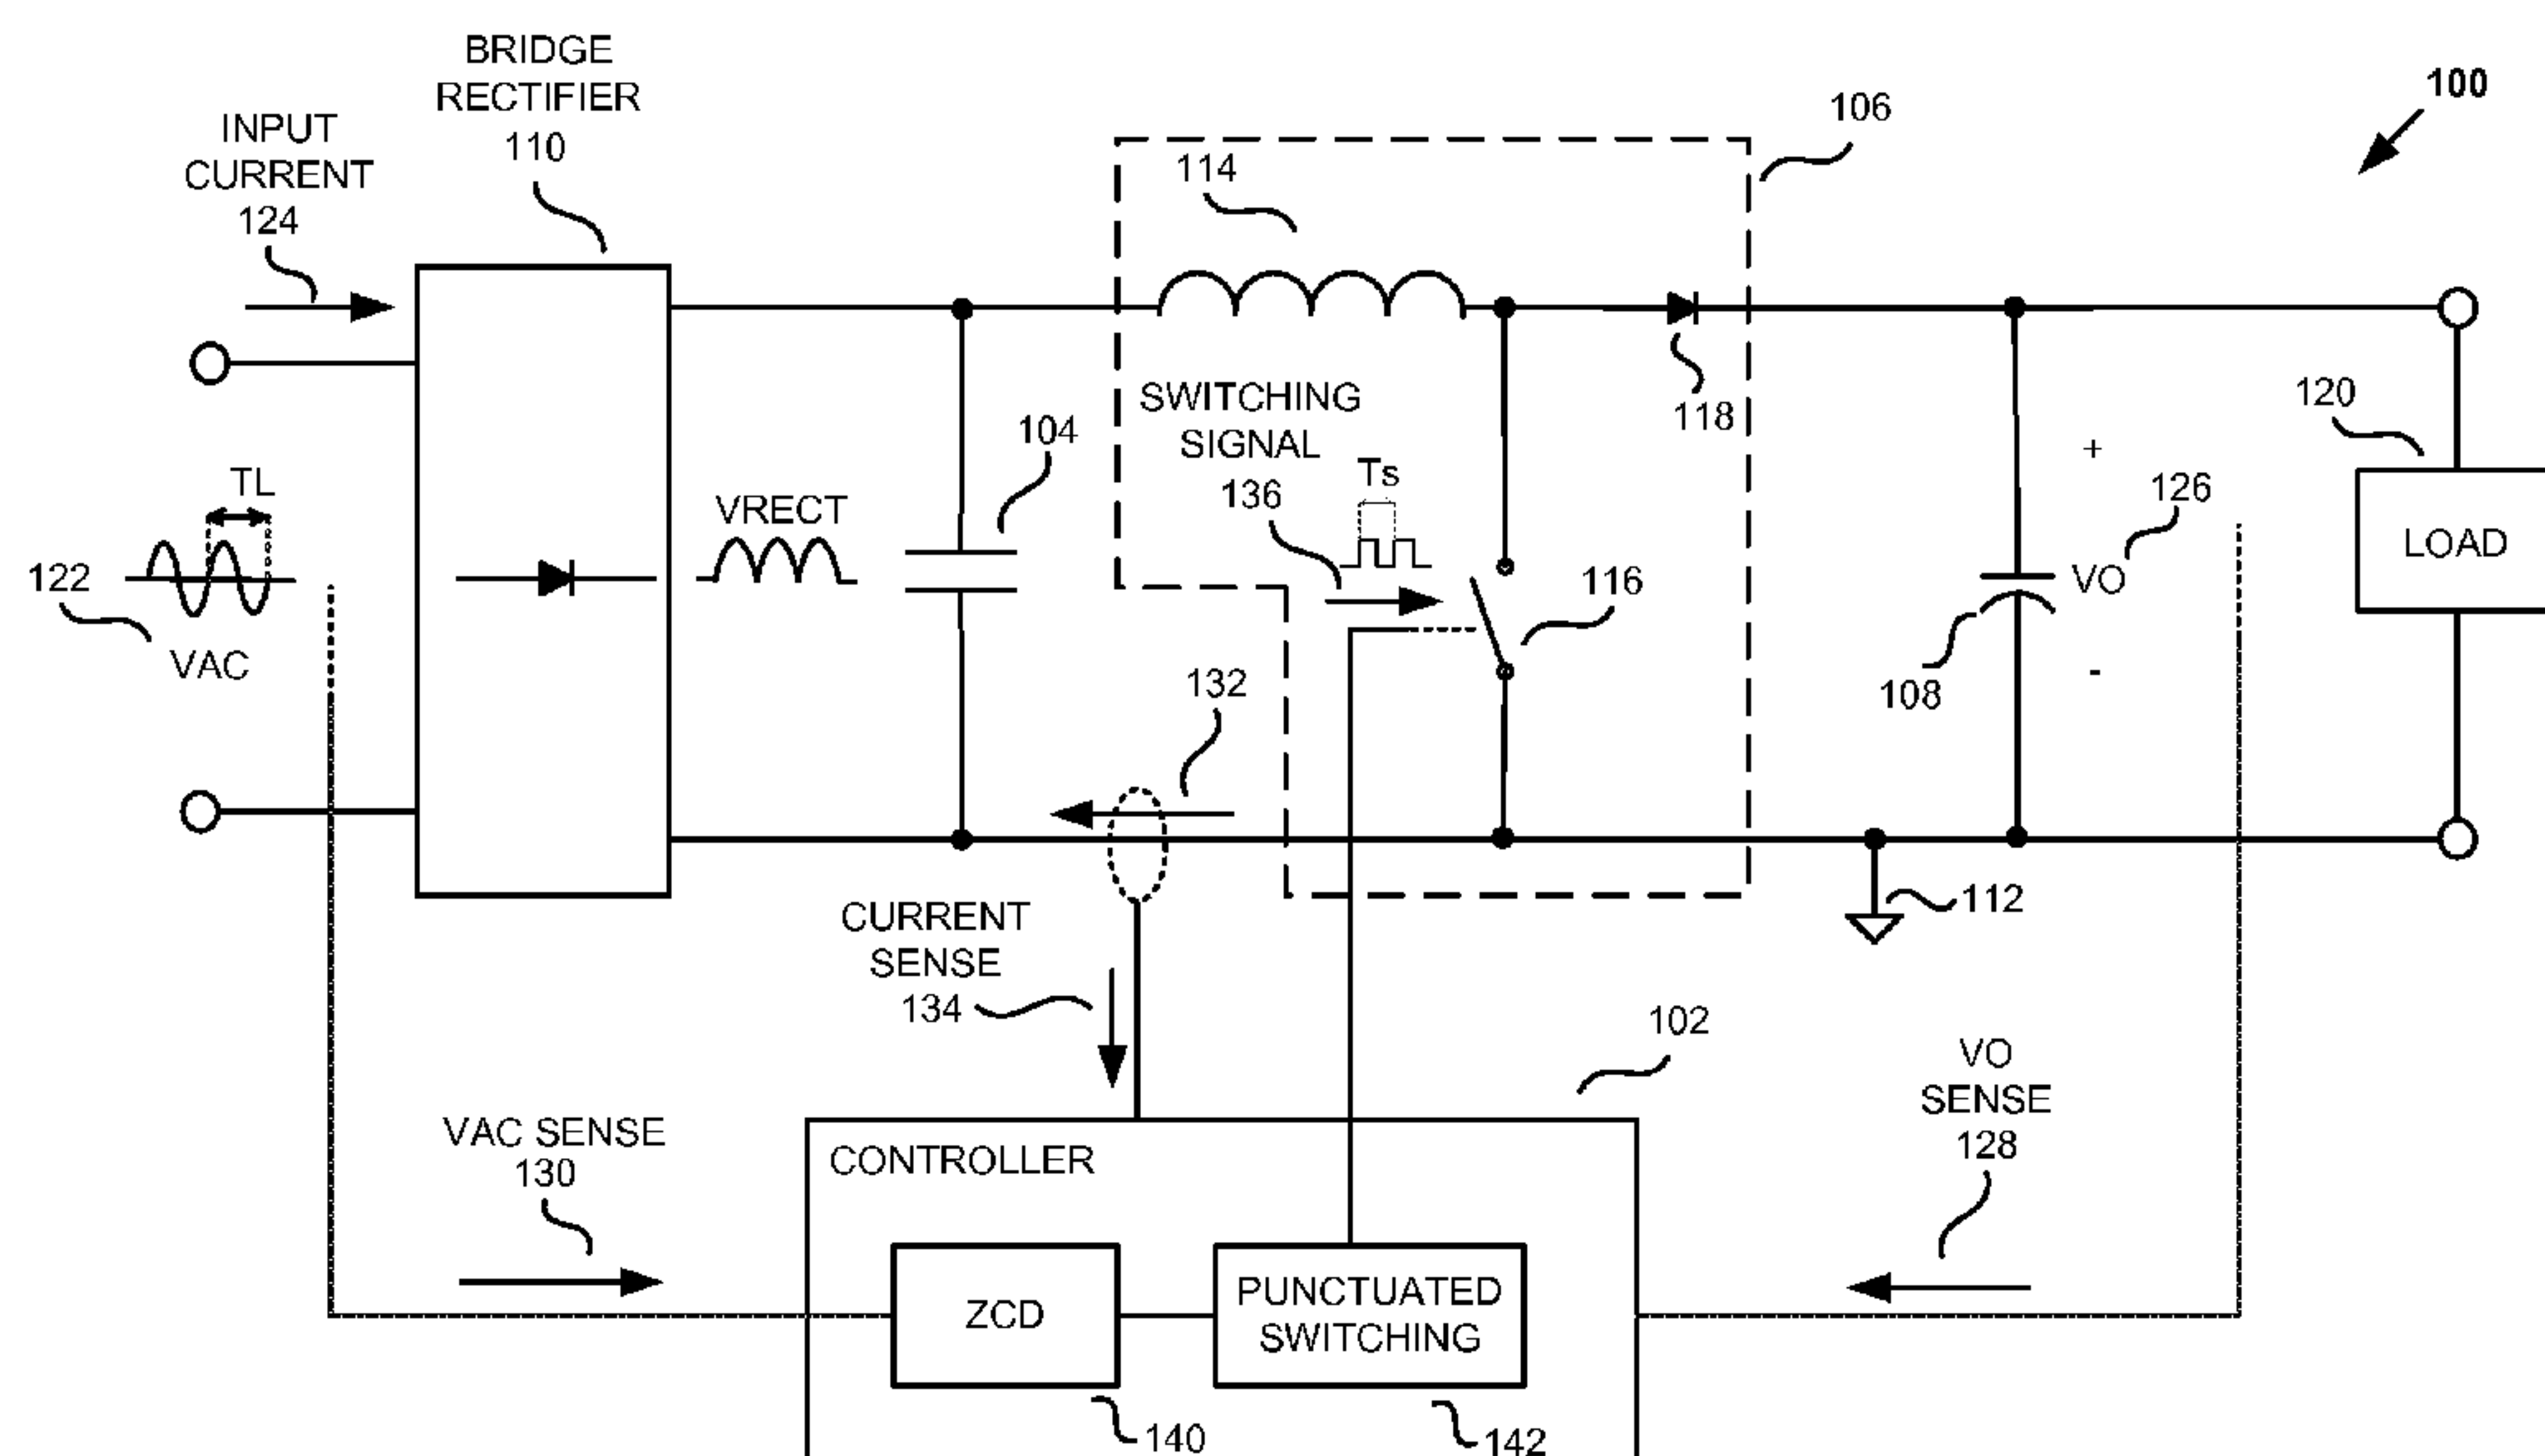 BRIDGE
RECTIFIER
110
100
106
INPUT
CURRENT
124
114
SWITCHING
SIGNAL
136
Ts
118
120
104
TL
VRECT
+
126
LOAD
122
VAC
116
VO
108
-
132
CURRENT
SENSE
134
112
102
VO
SENSE
128
VAC SENSE
130
CONTROLLER
ZCD
PUNCTUATED
SWITCHING
140
142